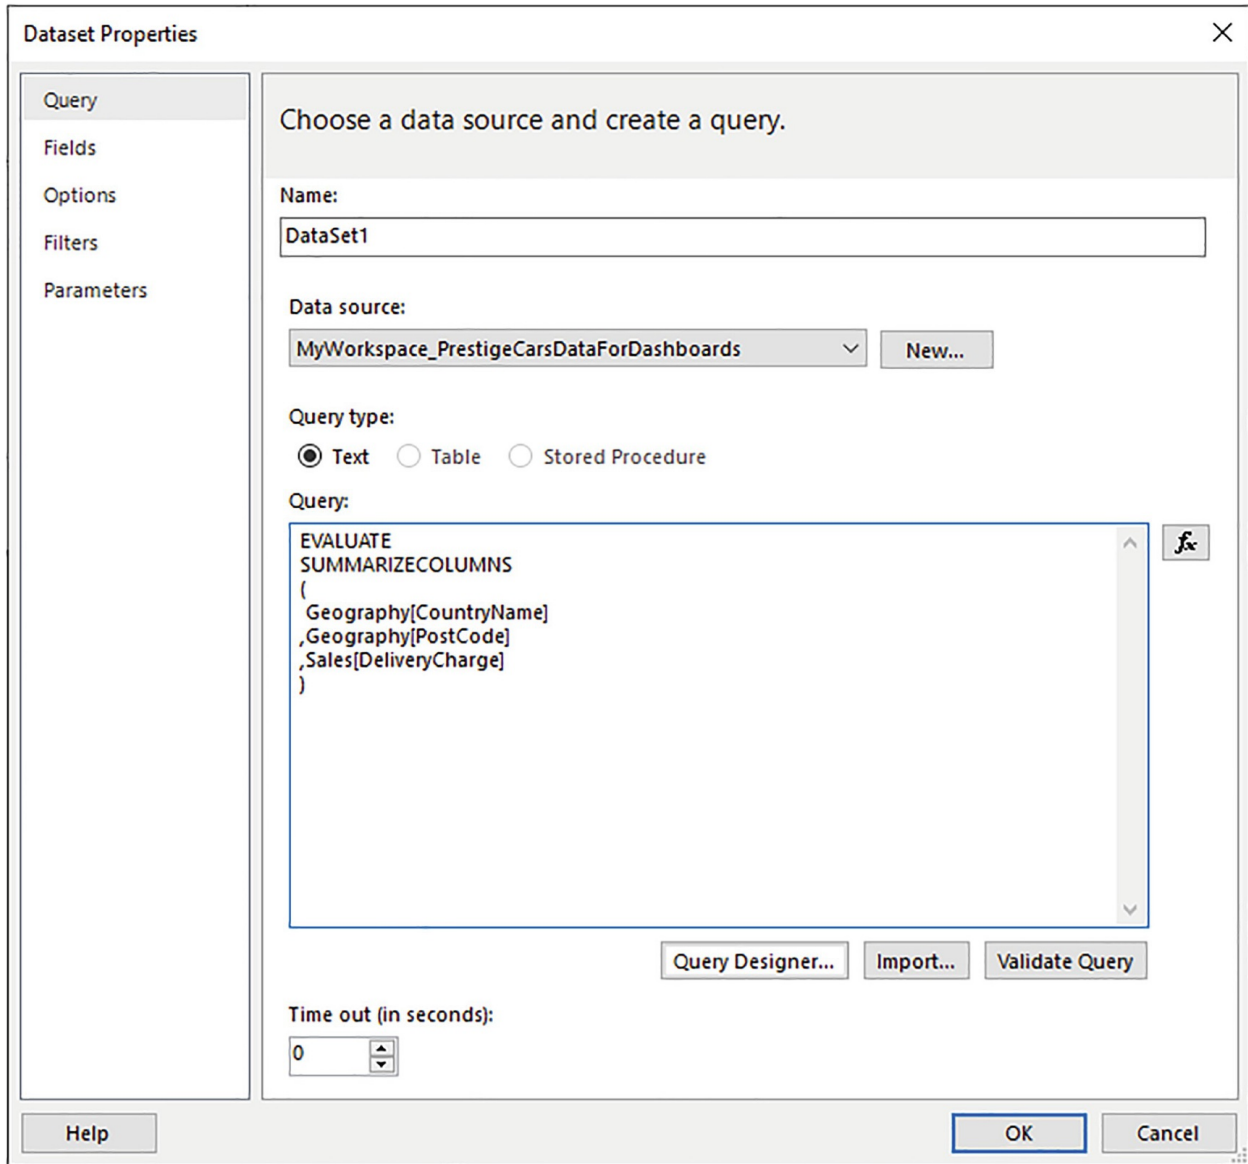 Dataset Properties
Query
Fields
Options
Filters
Parameters
Choose a data source and create a query.
Name:
DataSet1
Data source:
MyWorkspace_PrestigeCarsDataForDashboards
New...
Query type:
Text Table Stored Procedure
Query:
EVALUATE
SUMMARIZECOLUMNS
(
Geography[CountryName]
,Geography[PostCode]
,Sales[DeliveryCharge]
)
fx
Query Designer... Import... Validate Query
Time out (in seconds):
0
Help OK Cancel